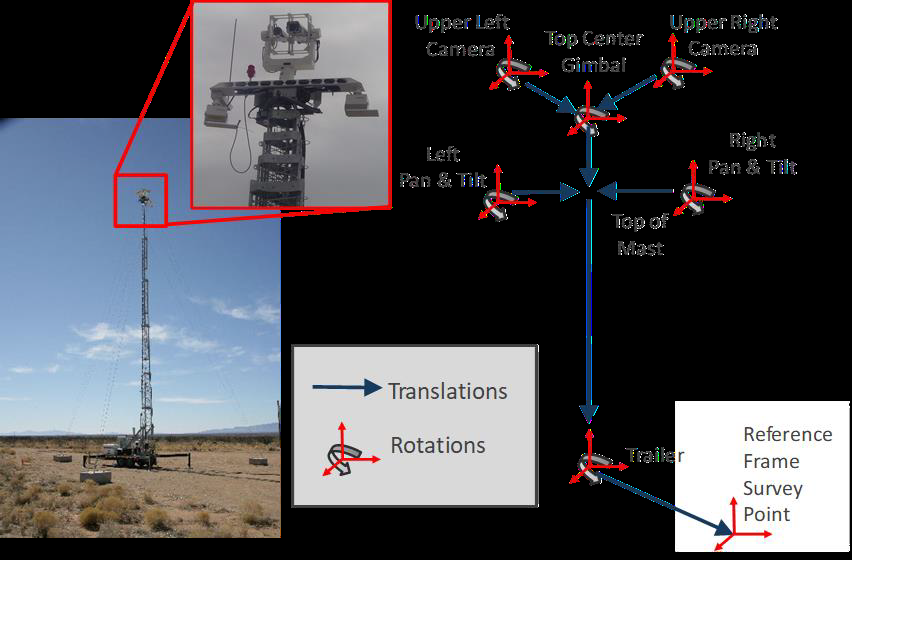 Upper Left
Camera
Top Center
Gimbal
Upper Right
Camera
Left
Pan & Tilt
Right
Pan & Tilt
Top of
Mast
Translations
Rotations
Trailer
Reference
Frame
Survey
Point